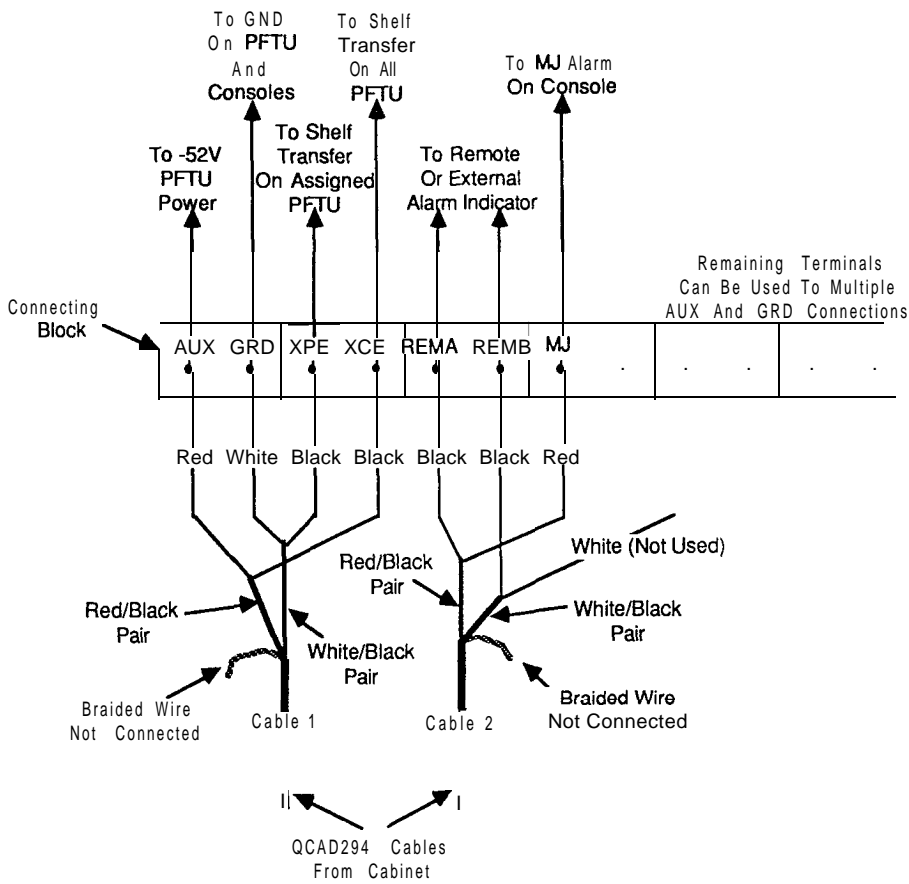 To GND
On PFTU
And
Consoles
To Shelf
Transfer
On All
PFTU
To MJ Alarm
On Console
To -52V
PFTU
Power
To Shelf
Transfer
On Assigned
PFTU
To Remote
Or External
Alarm Indicator
Remaining Terminals
Can Be Used To Multiple
AUX And GRD Connections
Connecting
Block
AUX GRD XPE XCE REMA REMB MJ
Red White Black Black Black Black Red
White (Not Used)
Red/Black
Pair
Red/Black
Pair
White/Black
Pair
White/Black
Pair
Braided Wire
Not Connected
Cable 1
Cable 2
Braided Wire
Not Connected
QCAD294 Cables
From Cabinet